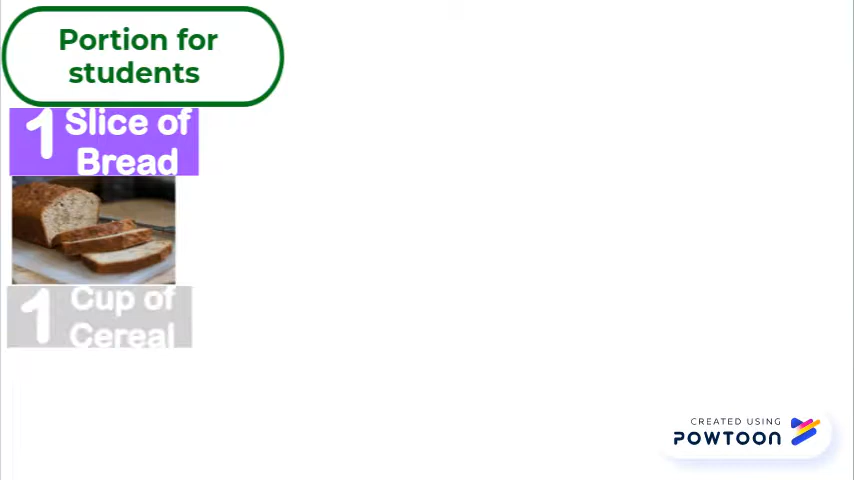 Portion for
students
1 Slice of
Bread
1 Cup of
Cereal
CREATED USING
POWTOON